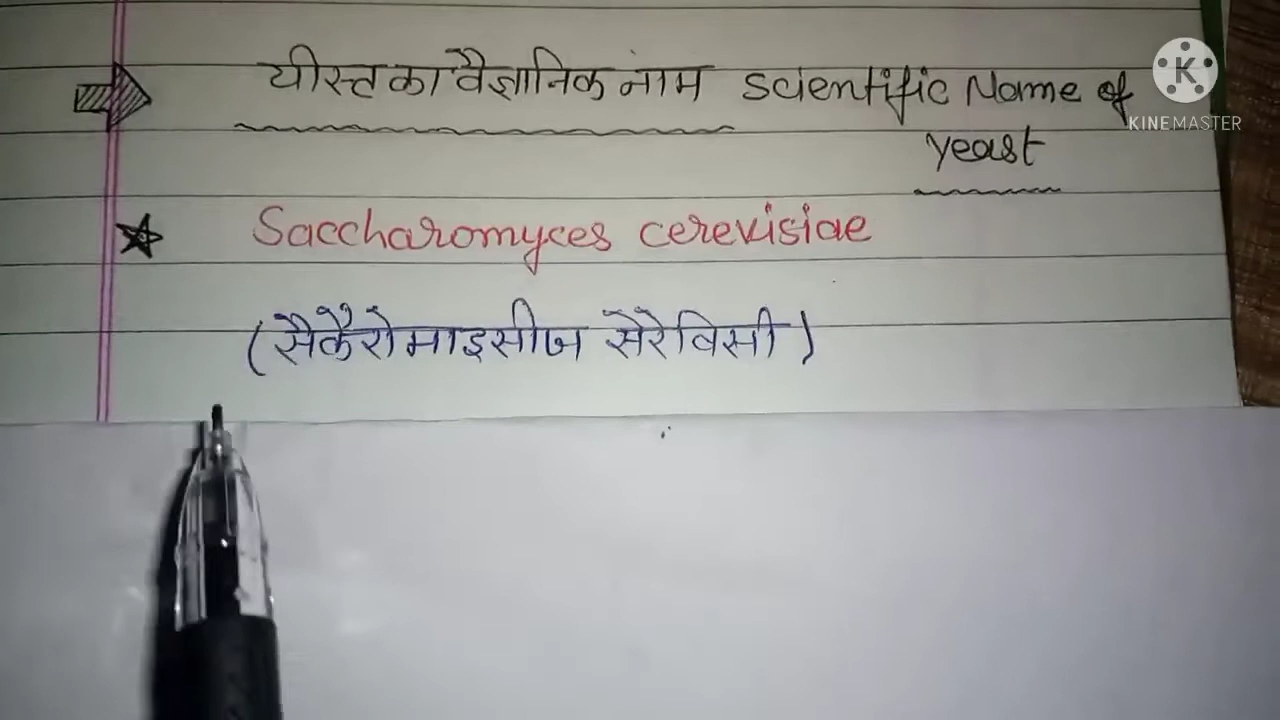 यीस्त का वैज्ञानिक नाम Scientific Name of
yeast
Saccharomyces cerevisiae
(सैकैरोमाइसीज सेरेविसी)
K
KINEMASTER